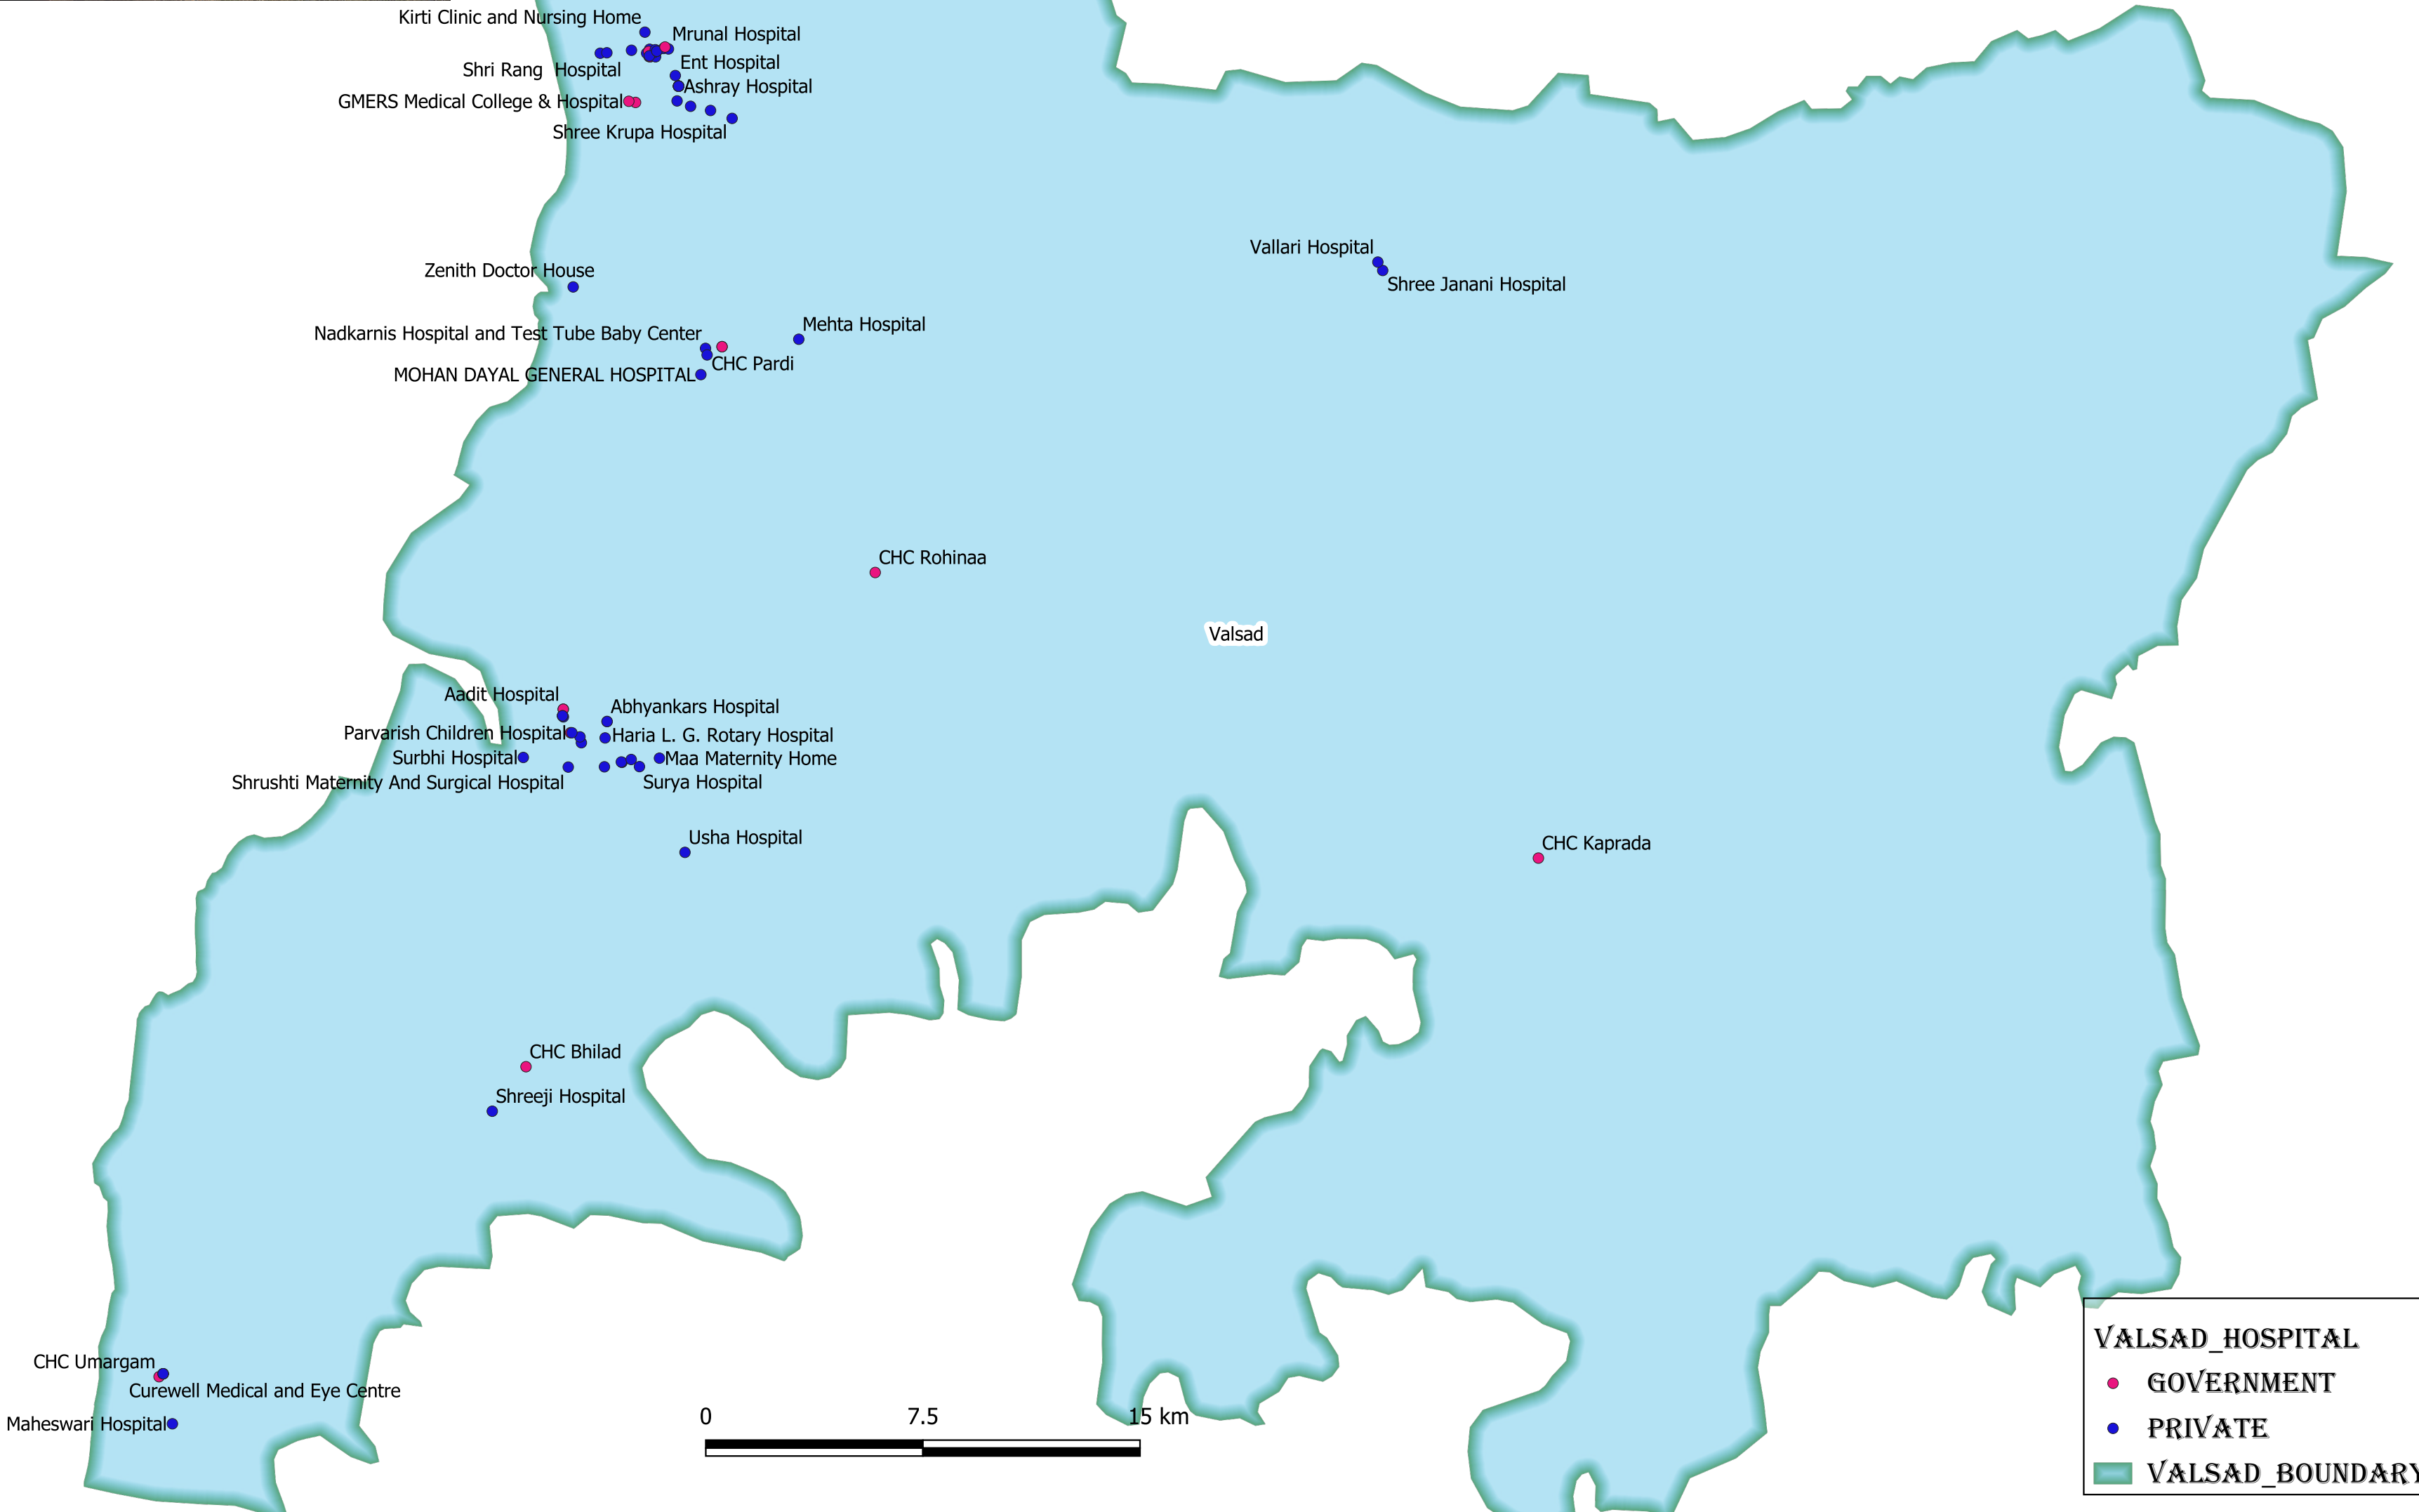 Kirti Clinic and Nursing Home
Mrunal Hospital
Shri Rang  Hospital
Ent Hospital
Ashray Hospital
GMERS Medical College & Hospital
Shree Krupa Hospital
Vallari Hospital
Zenith Doctor House
Shree Janani Hospital
Mehta Hospital
Nadkarnis Hospital and Test Tube Baby Center
CHC Pardi
MOHAN DAYAL GENERAL HOSPITAL
CHC Rohinaa
Valsad
Aadit Hospital
Abhyankars Hospital
Parvarish Children Hospital
Haria L. G. Rotary Hospital
Surbhi Hospital
Maa Maternity Home
Shrushti Maternity And Surgical Hospital
Surya Hospital
Usha Hospital
CHC Kaprada
CHC Bhilad
Shreeji Hospital
CHC Umargam
Curewell Medical and Eye Centre
Maheswari Hospital
0 7.5 15 km
VALSAD_HOSPITAL
GOVERNMENT
PRIVATE
VALSAD_BOUNDARY